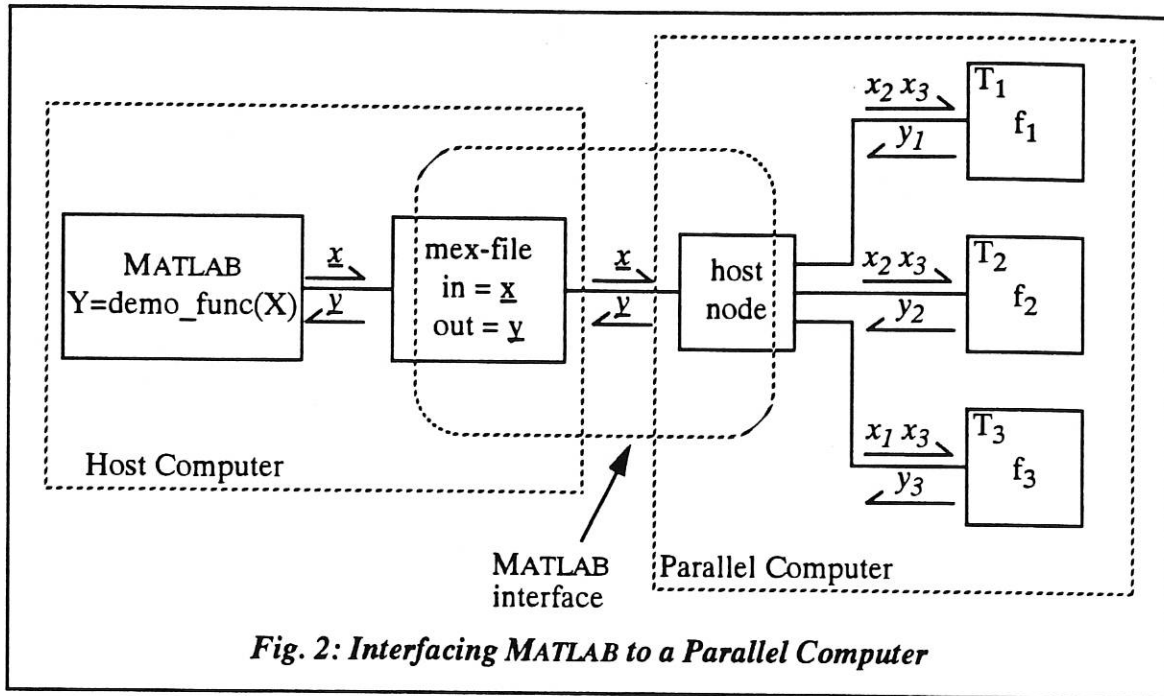 MATLAB
Y=demo_func(X)
x
y
mex-file
in = x
out = y
x
y
host
node
x2 x3
y1
T1
f1
x2 x3
y2
T2
f2
x1 x3
y3
T3
f3
Host Computer
MATLAB
interface
Parallel Computer
Fig. 2: Interfacing MATLAB to a Parallel Computer